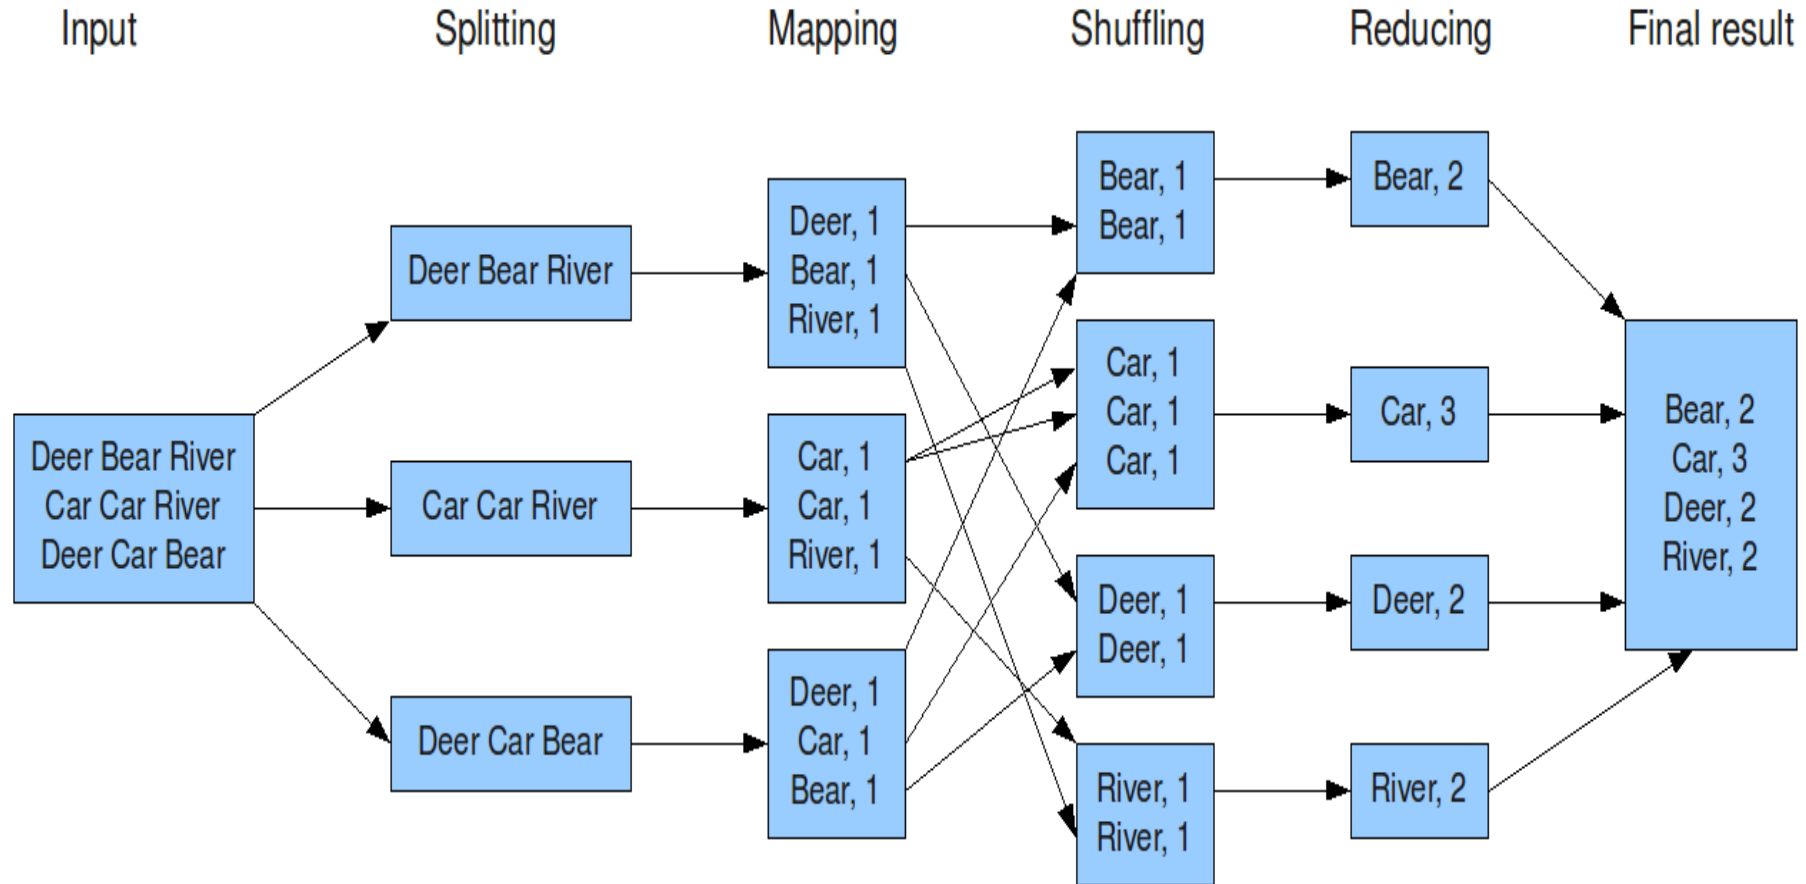 Input
Splitting
Mapping
Shuffling
Reducing
Final result
Deer Bear River
Car Car River
Deer Car Bear
Deer Bear River
Car Car River
Deer Car Bear
Deer, 1
Bear, 1
River, 1
Car, 1
Car, 1
River, 1
Deer, 1
Car, 1
Bear, 1
Bear, 1
Bear, 1
Car, 1
Car, 1
Car, 1
Deer, 1
Deer, 1
River, 1
River, 1
Bear, 2
Car, 3
Deer, 2
River, 2
Bear, 2
Car, 3
Deer, 2
River, 2